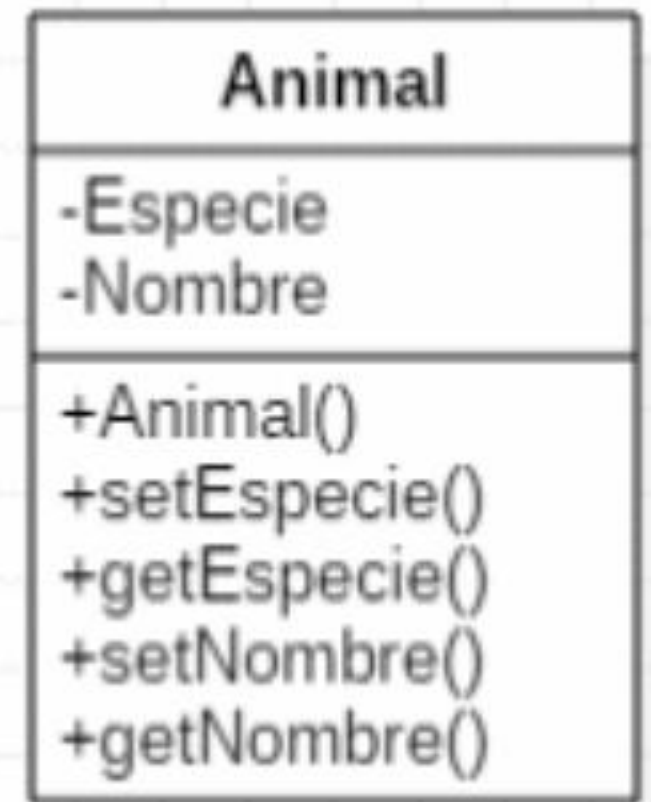 Animal
-Especie
-Nombre
+Animal()
+setEspecie()
+getEspecie()
+setNombre()
+getNombre()